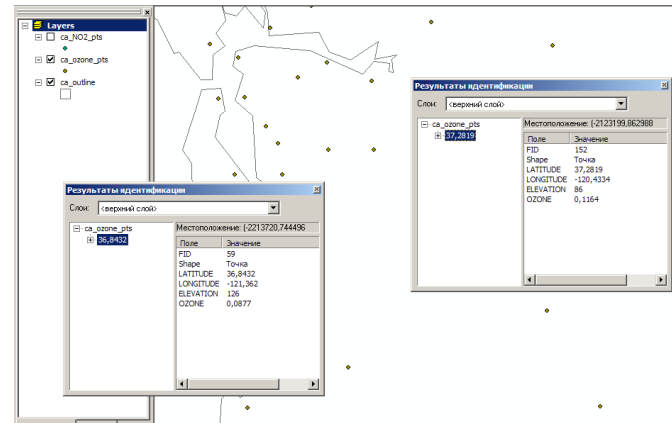 Layers
ca_NO2_pts
ca_ozone_pts
ca_outline
Результаты идентификации
Слои: <верхний слой>
ca_ozone_pts
37,2819
Местоположение: (-2123199,862988
Поле Значение
FID 152
Shape Точка
LATITUDE 37,2819
LONGITUDE -120,4334
ELEVATION 86
OZONE 0,1164
Результаты идентификации
Слои: <верхний слой>
ca_ozone_pts
36,8432
Местоположение: (-2213720,744496
Поле Значение
FID 59
Shape Точка
LATITUDE 36,8432
LONGITUDE -121,362
ELEVATION 126
OZONE 0,0877